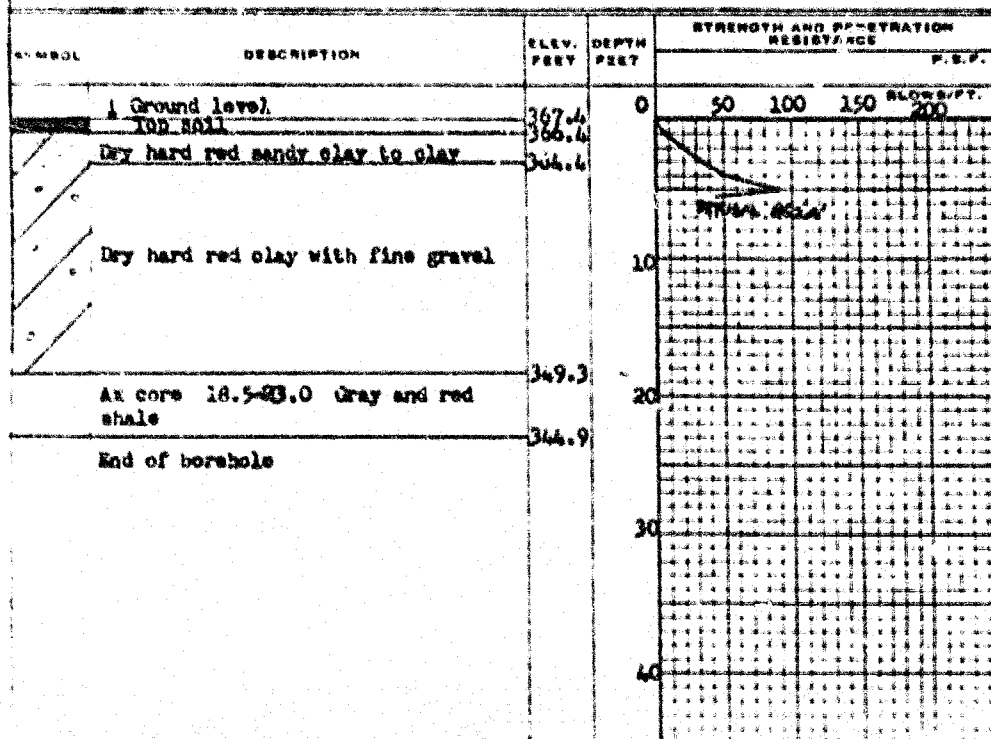 SYMBOL DESCRIPTION ELEV. FEET DEPTH FEET STRENGTH AND PENETRATION RESISTANCE
P.S.F.
BLOWS/FT.
0 50 100 150 200
Ground level 367.4
Top soil 366.4
Dry hard red sandy clay to clay 364.4
Dry hard red clay with fine gravel
10
349.3
Ax core 18.5-23.0 Gray and red
shale
20
344.9
End of borehole
30
40